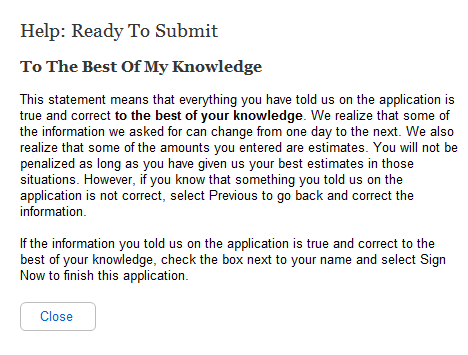 Help: Ready To Submit
To The Best Of My Knowledge
This statement means that everything you have told us on the application is
true and correct to the best of your knowledge. We realize that some of
the information we asked for can change from one day to the next. We also
realize that some of the amounts you entered are estimates. You will not be
penalized as long as you have given us your best estimates in those
situations. However, if you know that something you told us on the
application is not correct, select Previous to go back and correct the
information.
If the information you told us on the application is true and correct to the
best of your knowledge, check the box next to your name and select Sign
Now to finish this application.
Close